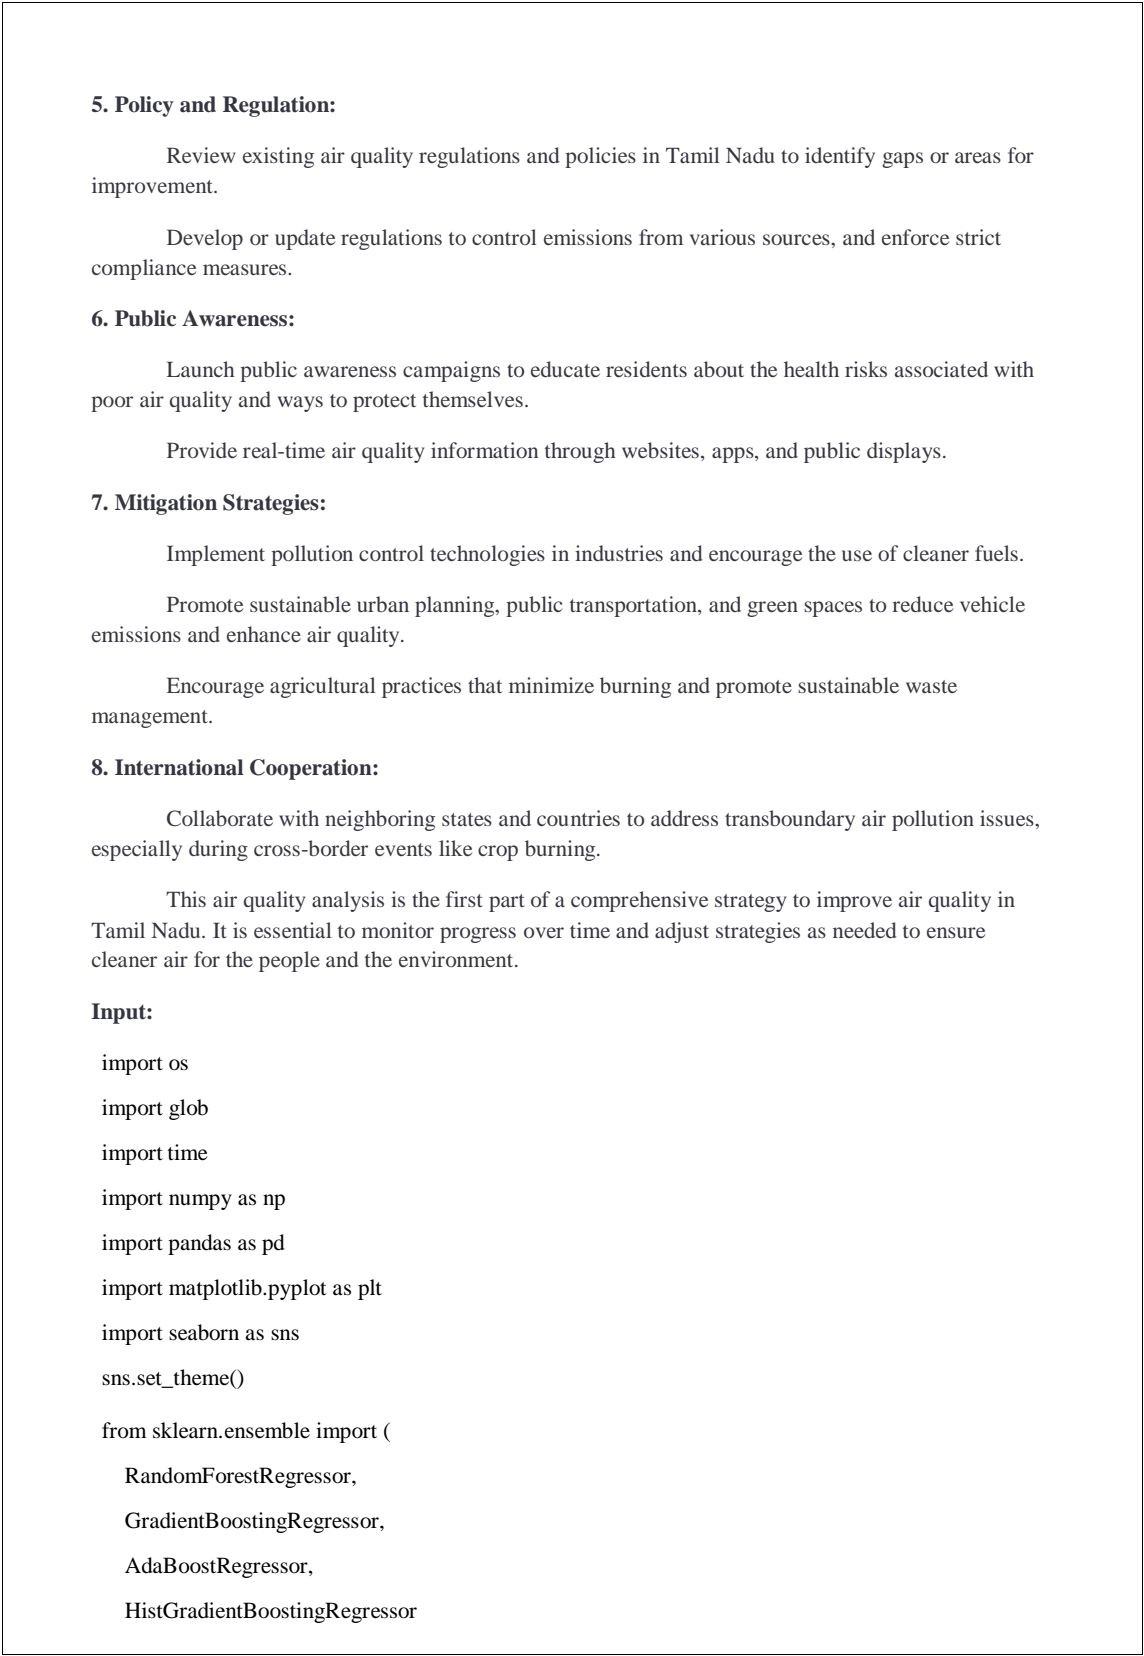 5. Policy and Regulation:
Review existing air quality regulations and policies in Tamil Nadu to identify gaps or areas for
improvement.
Develop or update regulations to control emissions from various sources, and enforce strict
compliance measures.
6. Public Awareness:
Launch public awareness campaigns to educate residents about the health risks associated with
poor air quality and ways to protect themselves.
Provide real-time air quality information through websites, apps, and public displays.
7. Mitigation Strategies:
Implement pollution control technologies in industries and encourage the use of cleaner fuels.
Promote sustainable urban planning, public transportation, and green spaces to reduce vehicle
emissions and enhance air quality.
Encourage agricultural practices that minimize burning and promote sustainable waste
management.
8. International Cooperation:
Collaborate with neighboring states and countries to address transboundary air pollution issues,
especially during cross-border events like crop burning.
This air quality analysis is the first part of a comprehensive strategy to improve air quality in
Tamil Nadu. It is essential to monitor progress over time and adjust strategies as needed to ensure
cleaner air for the people and the environment.
Input:
import os
import glob
import time
import numpy as np
import pandas as pd
import matplotlib.pyplot as plt
import seaborn as sns
sns.set_theme()
from sklearn.ensemble import (
RandomForestRegressor,
GradientBoostingRegressor,
AdaBoostRegressor,
HistGradientBoostingRegressor